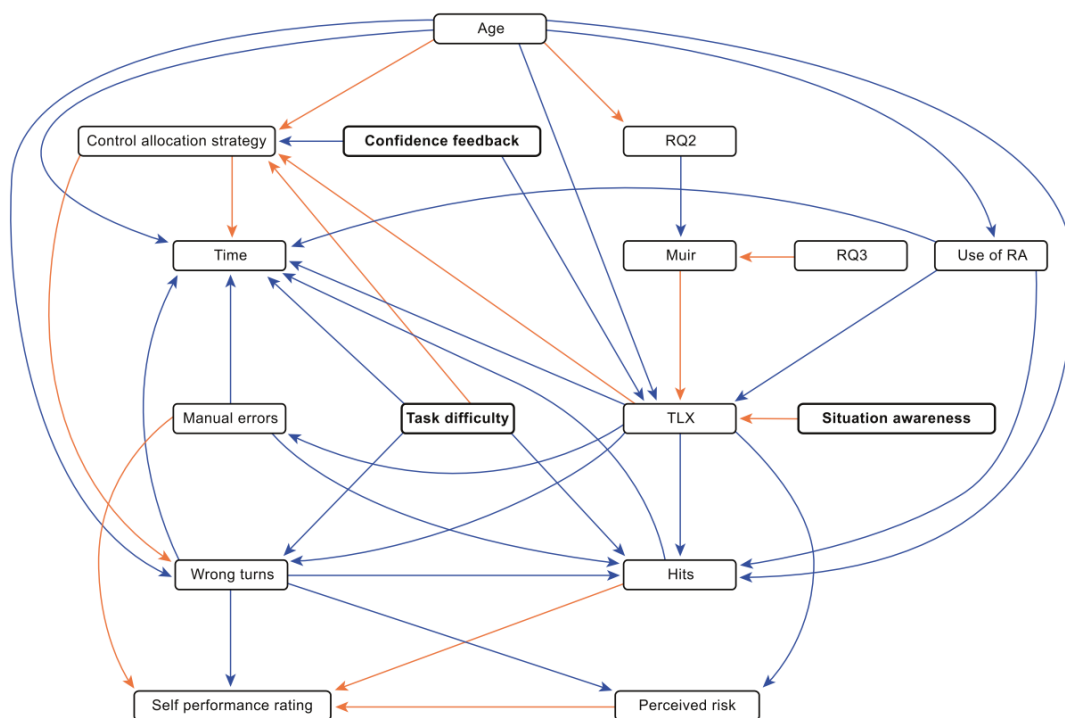 Age
Control allocation strategy
Confidence feedback
RQ2
Time
Muir
RQ3
Use of RA
Manual errors
Task difficulty
TLX
Situation awareness
Wrong turns
Hits
Self performance rating
Perceived risk